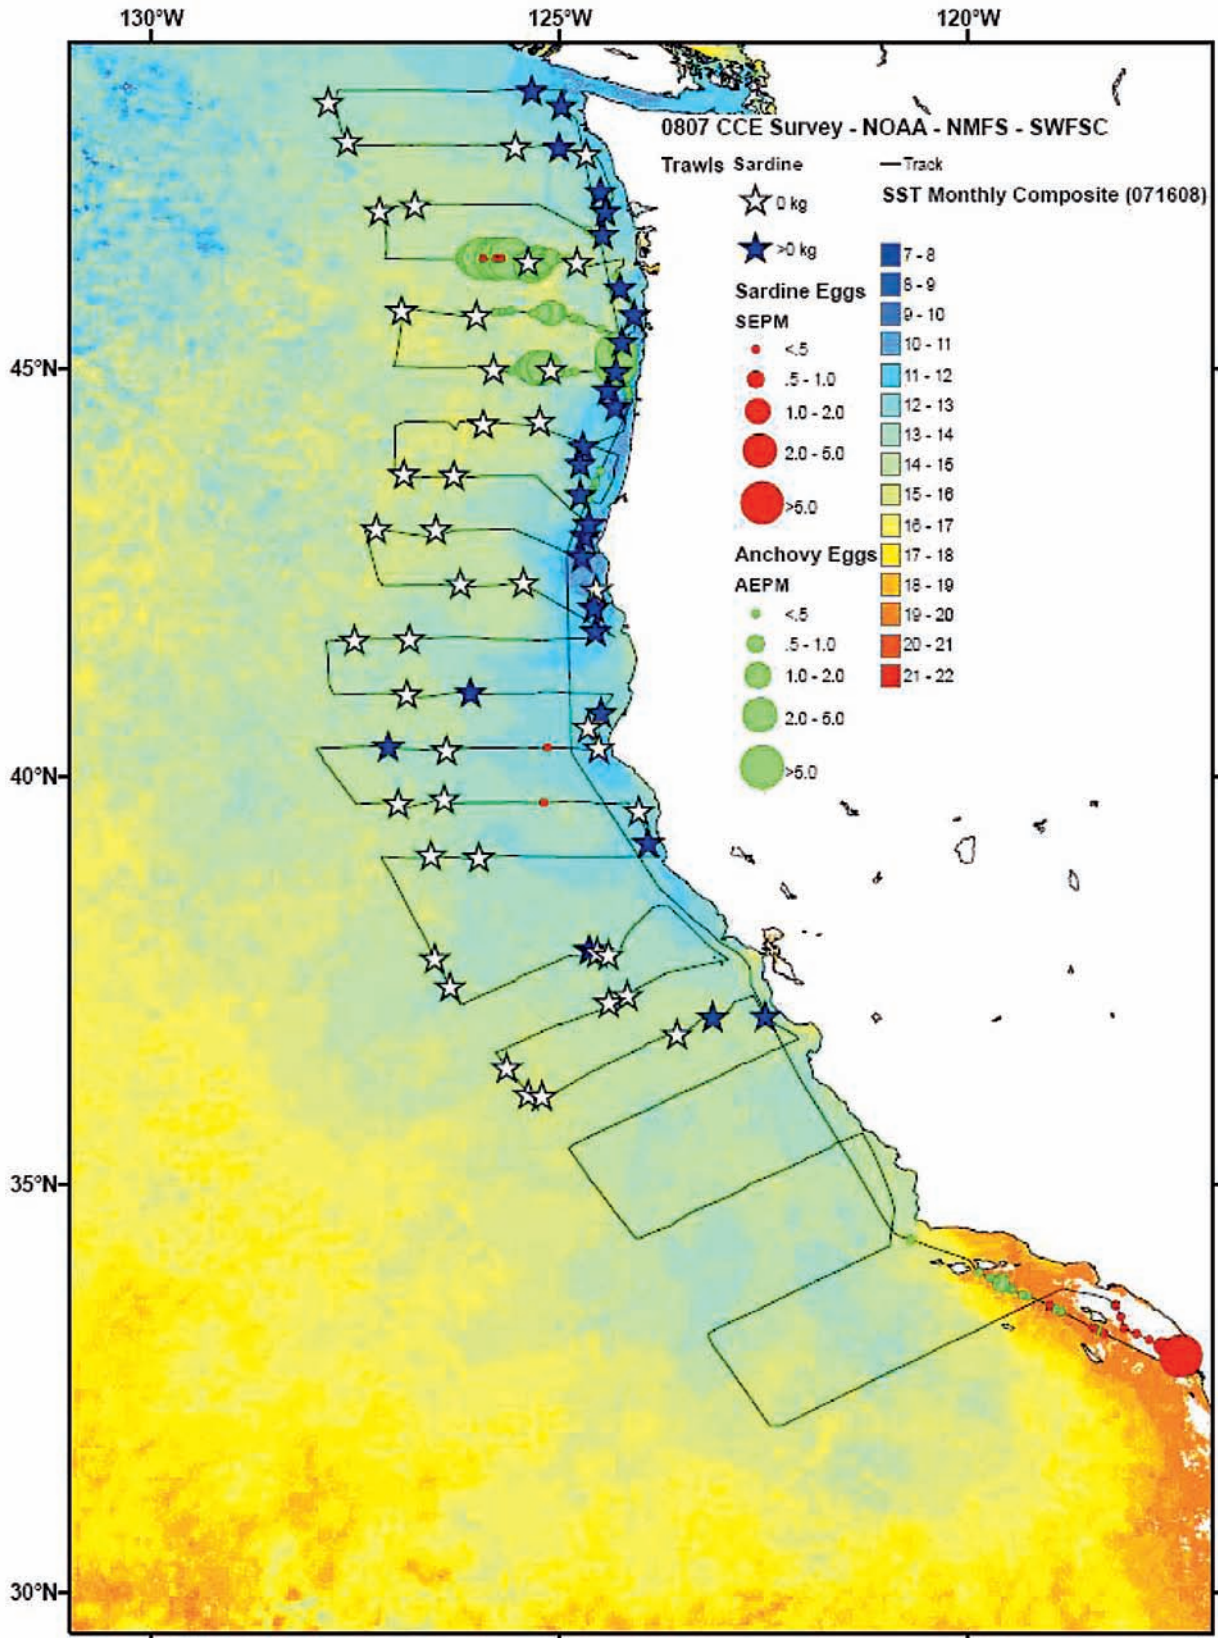 130°W 125°W 120°W
0807 CCE Survey - NOAA - NMFS - SWFSC
Trawls Sardine
Track
0 kg
>0 kg
SST Monthly Composite (071608)
Sardine Eggs
SEPM
<.5
.5 - 1.0
1.0 - 2.0
2.0 - 5.0
>5.0
Anchovy Eggs
AEPM
<.5
.5 - 1.0
1.0 - 2.0
2.0 - 5.0
>5.0
7 - 8
8 - 9
9 - 10
10 - 11
11 - 12
12 - 13
13 - 14
14 - 15
15 - 16
16 - 17
17 - 18
18 - 19
19 - 20
20 - 21
21 - 22
45°N
40°N
35°N
30°N